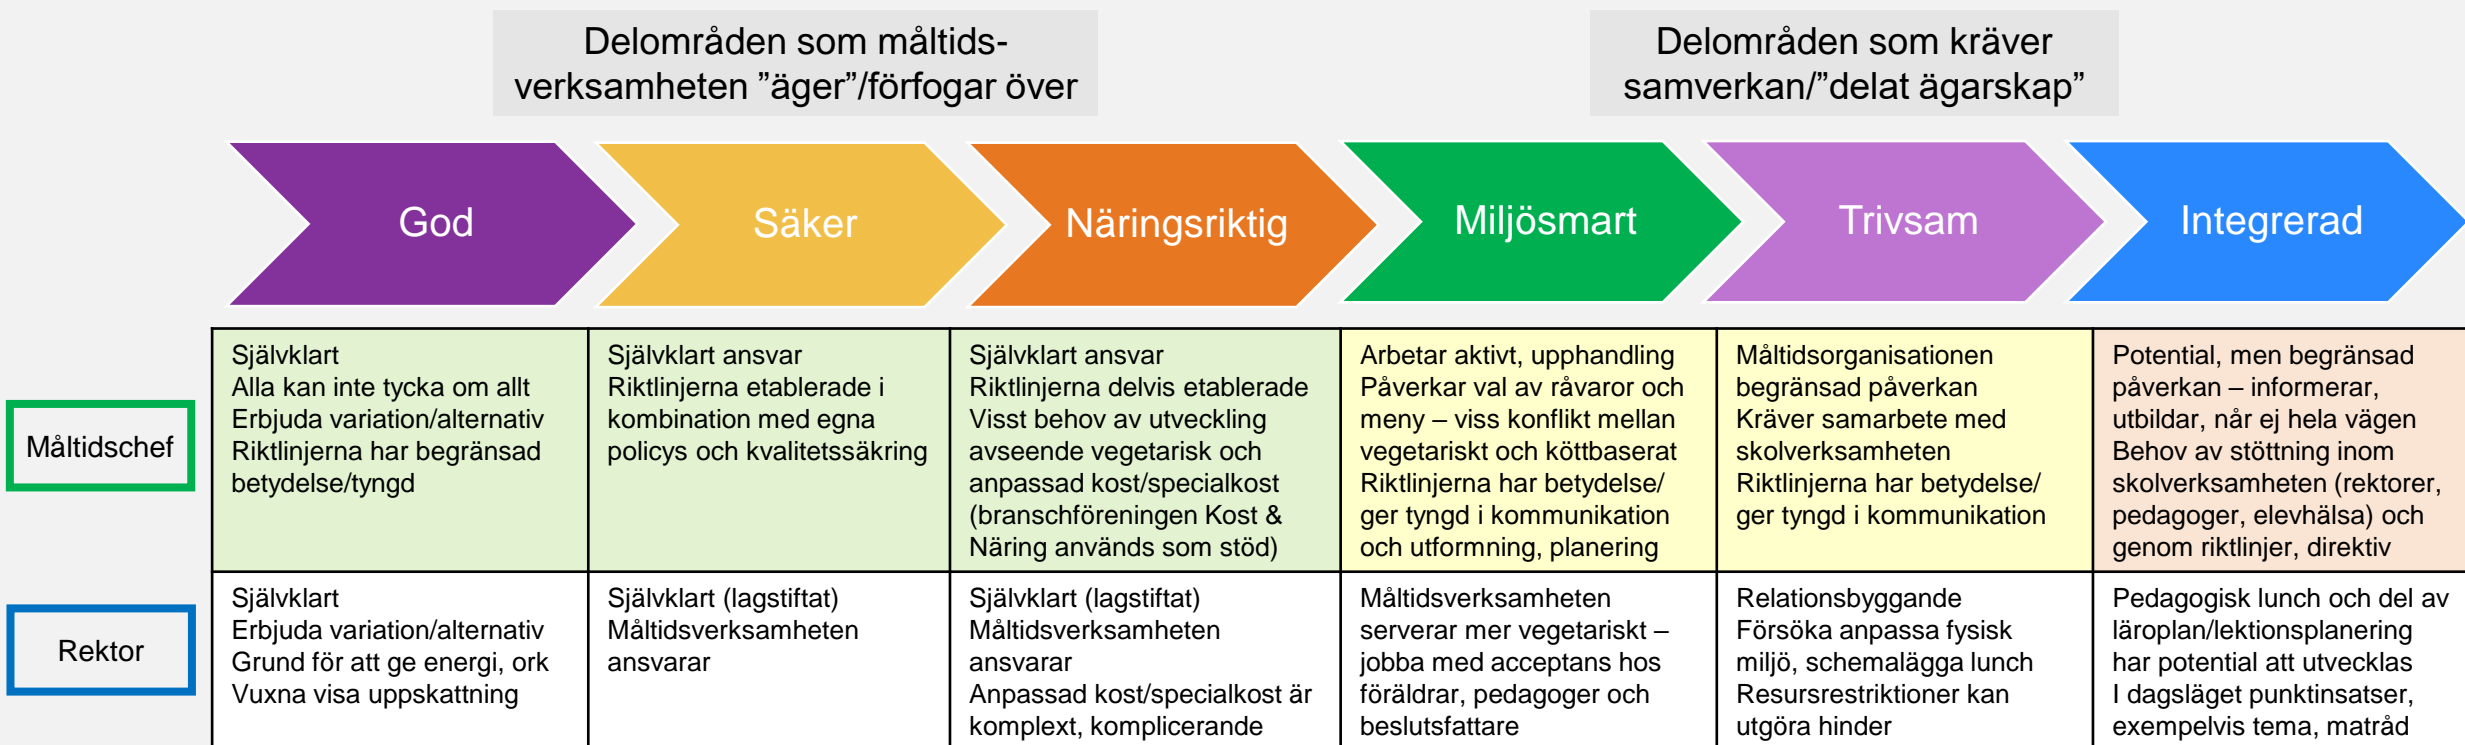 Delområden som måltids-
verksamheten ”äger”/förfogar över
Delområden som kräver
samverkan/”delat ägarskap”
God
Säker
Näringsriktig
Miljösmart
Trivsam
Integrerad
Måltidschef
Självklart
Alla kan inte tycka om allt
Erbjuda variation/alternativ
Riktlinjerna har begränsad
betydelse/tyngd
Självklart ansvar
Riktlinjerna etablerade i
kombination med egna
policys och kvalitetssäkring
Självklart ansvar
Riktlinjerna delvis etablerade
Visst behov av utveckling
avseende vegetarisk och
anpassad kost/specialkost
(branschföreningen Kost &
Näring används som stöd)
Arbetar aktivt, upphandling
Påverkar val av råvaror och
meny – viss konflikt mellan
vegetariskt och köttbaserat
Riktlinjerna har betydelse/
ger tyngd i kommunikation
och utformning, planering
Måltidsorganisationen
begränsad påverkan
Kräver samarbete med
skolverksamheten
Riktlinjerna har betydelse/
ger tyngd i kommunikation
Potential, men begränsad
påverkan – informerar,
utbildar, når ej hela vägen
Behov av stöttning inom
skolverksamheten (rektorer,
pedagoger, elevhälsa) och
genom riktlinjer, direktiv
Rektor
Självklart
Erbjuda variation/alternativ
Grund för att ge energi, ork
Vuxna visa uppskattning
Självklart (lagstiftat)
Måltidsverksamheten
ansvarar
Självklart (lagstiftat)
Måltidsverksamheten
ansvarar
Anpassad kost/specialkost är
komplext, komplicerande
Måltidsverksamheten
serverar mer vegetariskt –
jobba med acceptans hos
föräldrar, pedagoger och
beslutsfattare
Relationsbyggande
Försöka anpassa fysisk
miljö, schemalägga lunch
Resursrestriktioner kan
utgöra hinder
Pedagogisk lunch och del av
läroplan/lektionsplanering
har potential att utvecklas
I dagsläget punktinsatser,
exempelvis tema, matråd